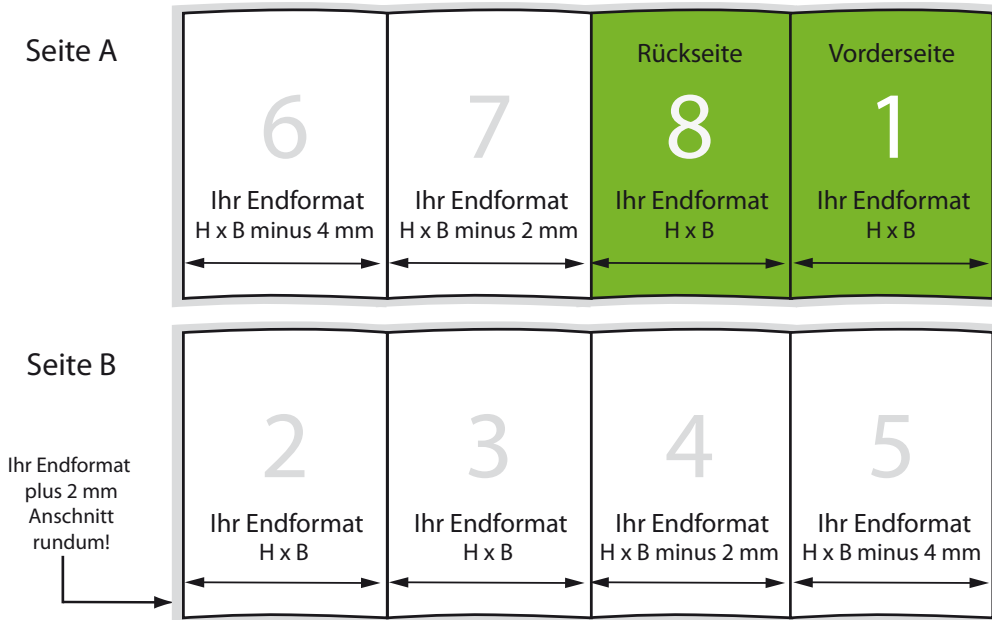 Seite A
6
Ihr Endformat
H x B minus 4 mm
7
Ihr Endformat
H x B minus 2 mm
Rückseite
8
Ihr Endformat
H x B
Vorderseite
1
Ihr Endformat
H x B
Seite B
Ihr Endformat
plus 2 mm
Anschnitt
rundum!
2
Ihr Endformat
H x B
3
Ihr Endformat
H x B
4
Ihr Endformat
H x B minus 2 mm
5
Ihr Endformat
H x B minus 4 mm